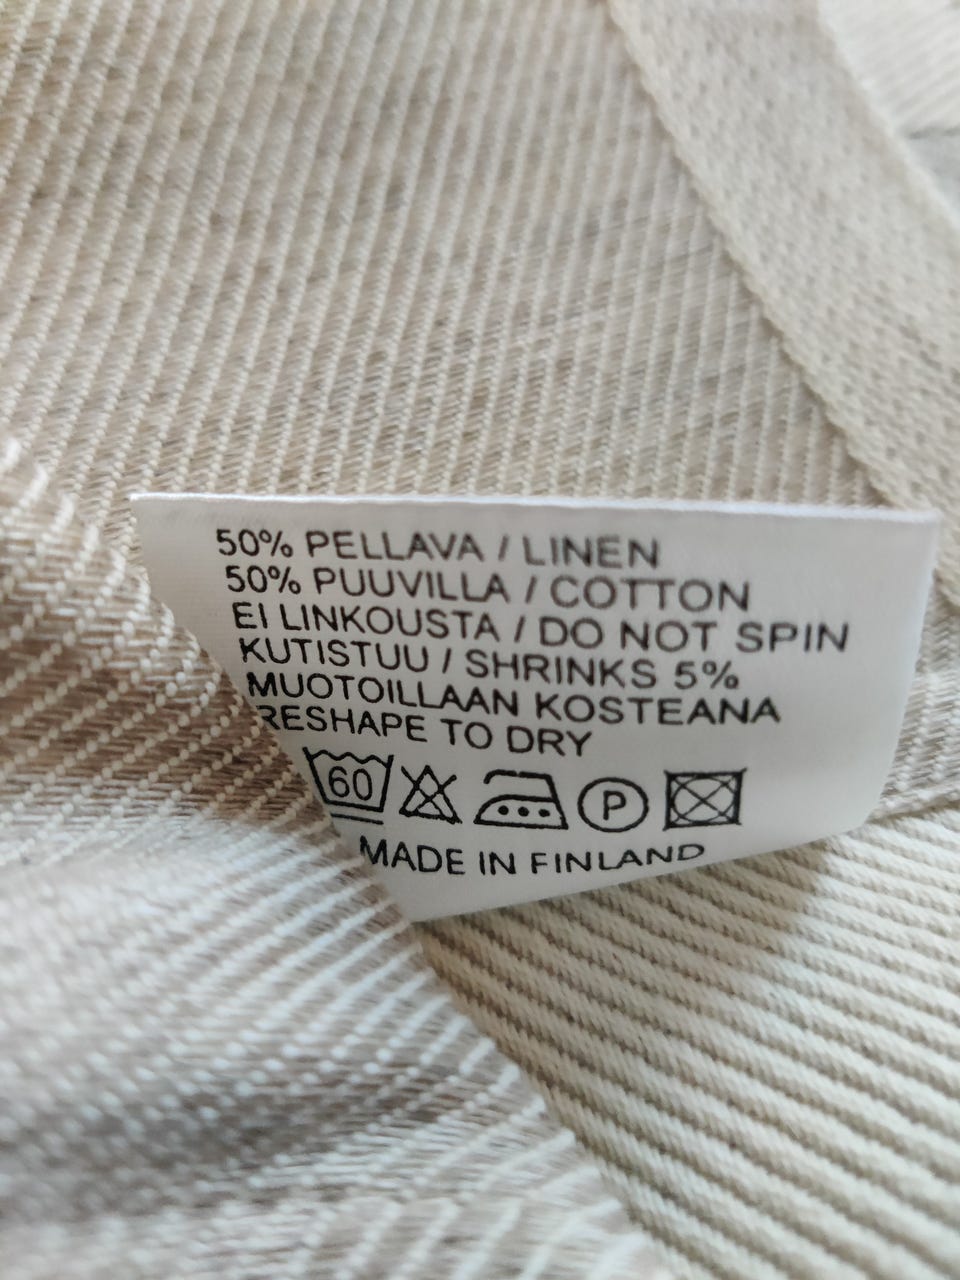 50% PELLAVA / LINEN
50% PUUVILLA / COTTON
EI LINKOUSTA / DO NOT SPIN
KUTISTUU / SHRINKS 5%
MUOTOILLAAN KOSTEANA
RESHAPE TO DRY
60 P
MADE IN FINLAND